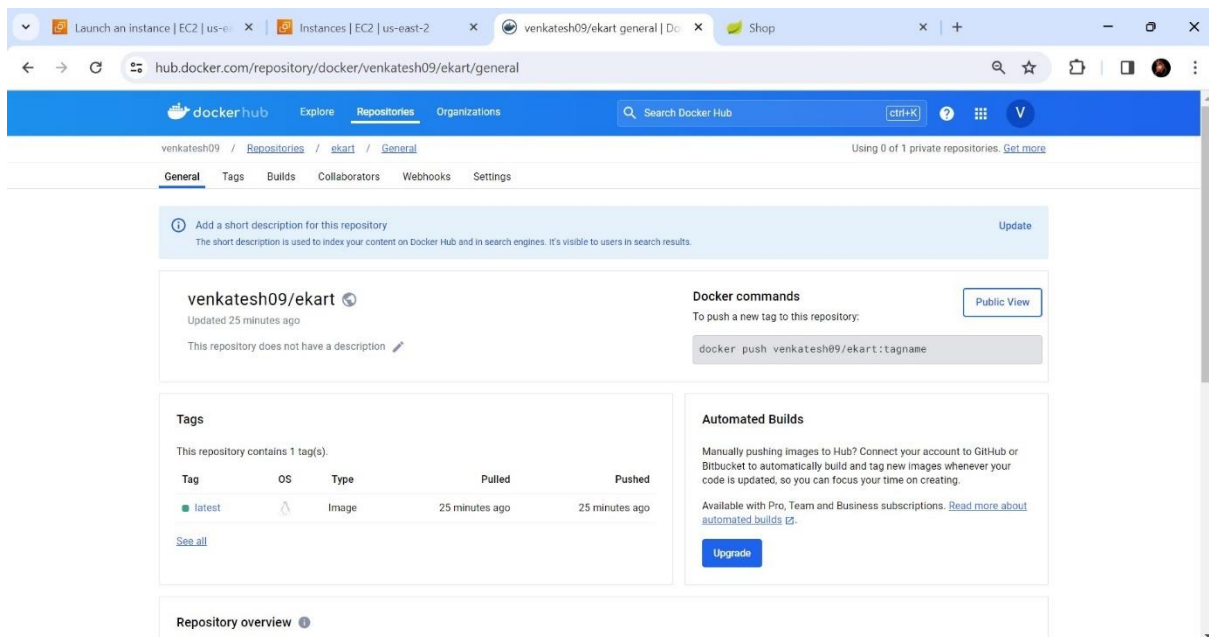 Launch an instance | EC2 | us-ea
Instances | EC2 | us-east-2
venkatesh09/ekart general | Do
Shop
hub.docker.com/repository/docker/venkatesh09/ekart/general
dockerhub
Explore
Repositories
Organizations
Search Docker Hub
ctrl+K
?
V
venkatesh09 / Repositories / ekart / General
Using 0 of 1 private repositories. Get more
General
Tags
Builds
Collaborators
Webhooks
Settings
Add a short description for this repository
Update
The short description is used to index your content on Docker Hub and in search engines. It's visible to users in search results.
venkatesh09/ekart
Updated 25 minutes ago
This repository does not have a description
Docker commands
Public View
To push a new tag to this repository:
docker push venkatesh09/ekart:tagname
Tags
This repository contains 1 tag(s).
Tag OS Type Pulled Pushed
latest Image 25 minutes ago 25 minutes ago
See all
Automated Builds
Manually pushing images to Hub? Connect your account to GitHub or
Bitbucket to automatically build and tag new images whenever your
code is updated, so you can focus your time on creating.
Available with Pro, Team and Business subscriptions. Read more about
automated builds.
Upgrade
Repository overview